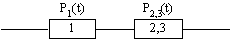 P₁(t) P₂,₃(t)
1 2,3